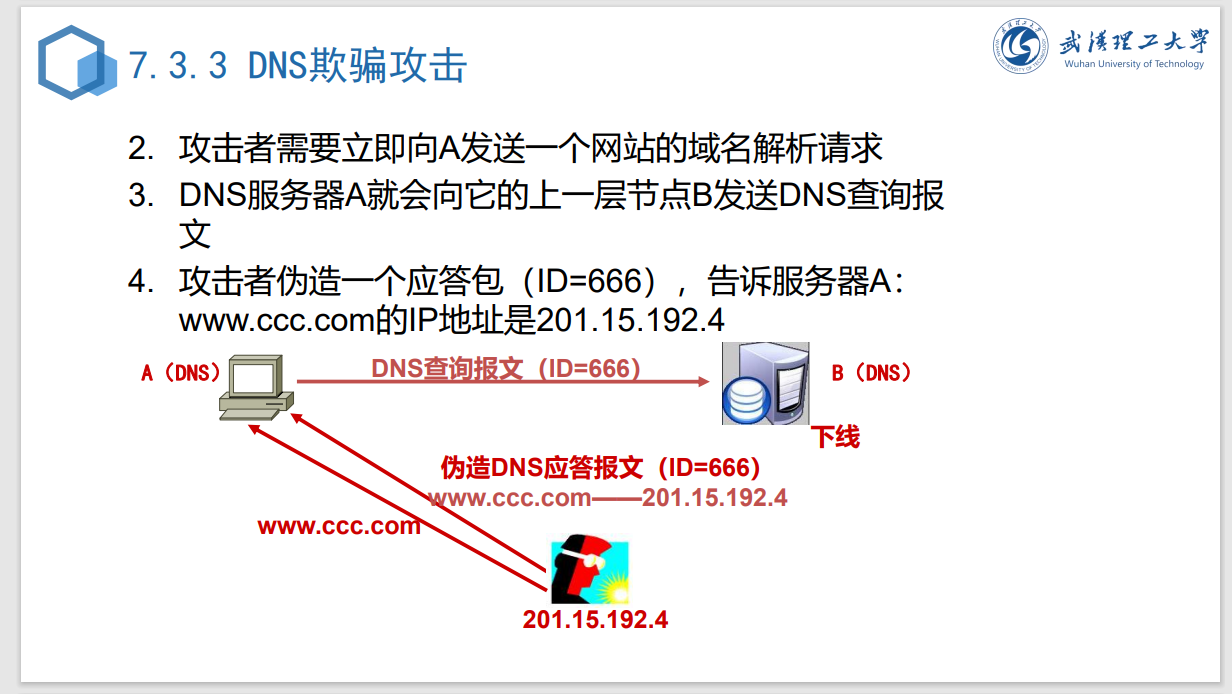 7.3.3 DNS欺骗攻击
武汉理工大学
Wuhan University of Technology
2. 攻击者需要立即向A发送一个网站的域名解析请求
3. DNS服务器A就会向它的上一层节点B发送DNS查询报
文
4. 攻击者伪造一个应答包（ID=666），告诉服务器A：
www.ccc.com的IP地址是201.15.192.4
A（DNS）
DNS查询报文（ID=666）
B（DNS）
下线
伪造DNS应答报文（ID=666）
www.ccc.com——201.15.192.4
www.ccc.com
201.15.192.4